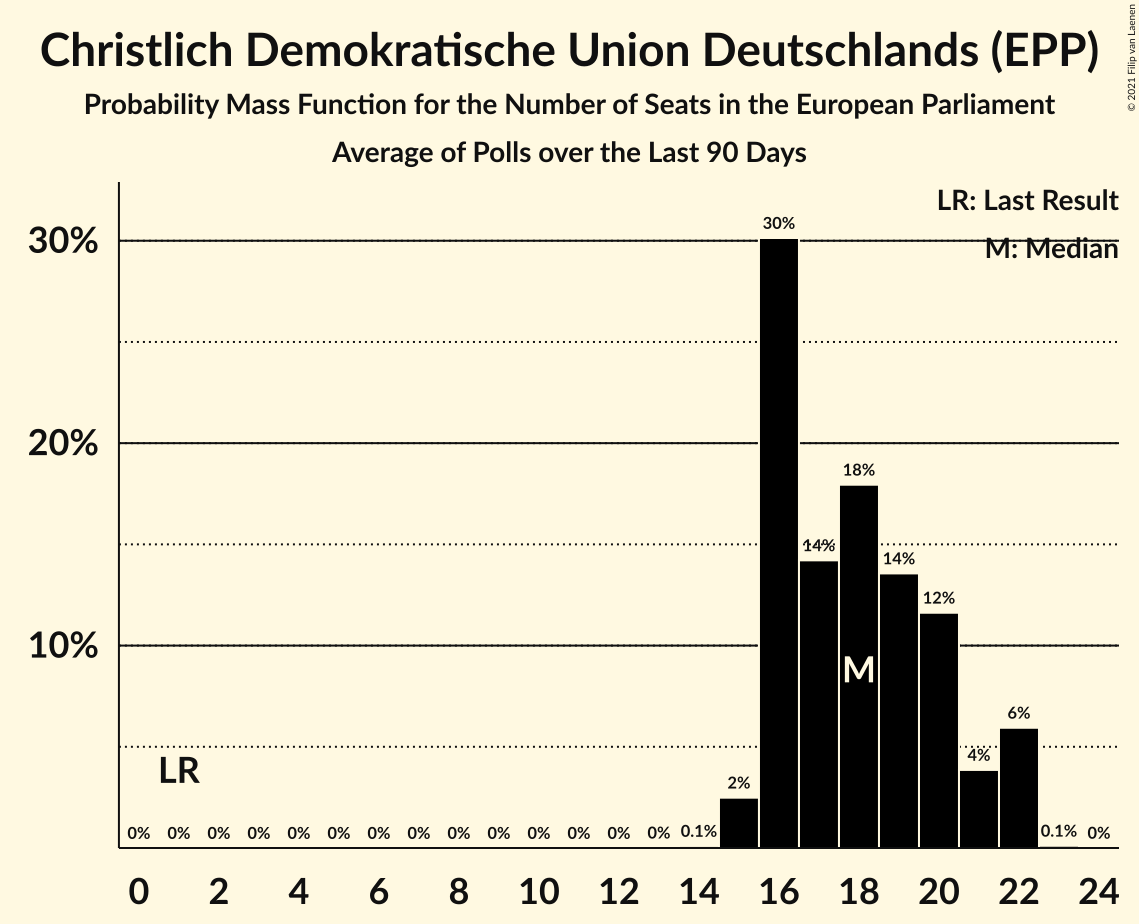 Christlich Demokratische Union Deutschlands (EPP)
Probability Mass Function for the Number of Seats in the European Parliament
Average of Polls over the Last 90 Days
© 2021 Filip van Laenen
LR: Last Result
M: Median
30%
20%
10%
30%
18%
14%
14%
12%
6%
4%
2%
M
LR
0% 0% 0% 0% 0% 0% 0% 0% 0% 0% 0% 0% 0% 0% 0.1% 0.1% 0%
0 2 4 6 8 10 12 14 16 18 20 22 24